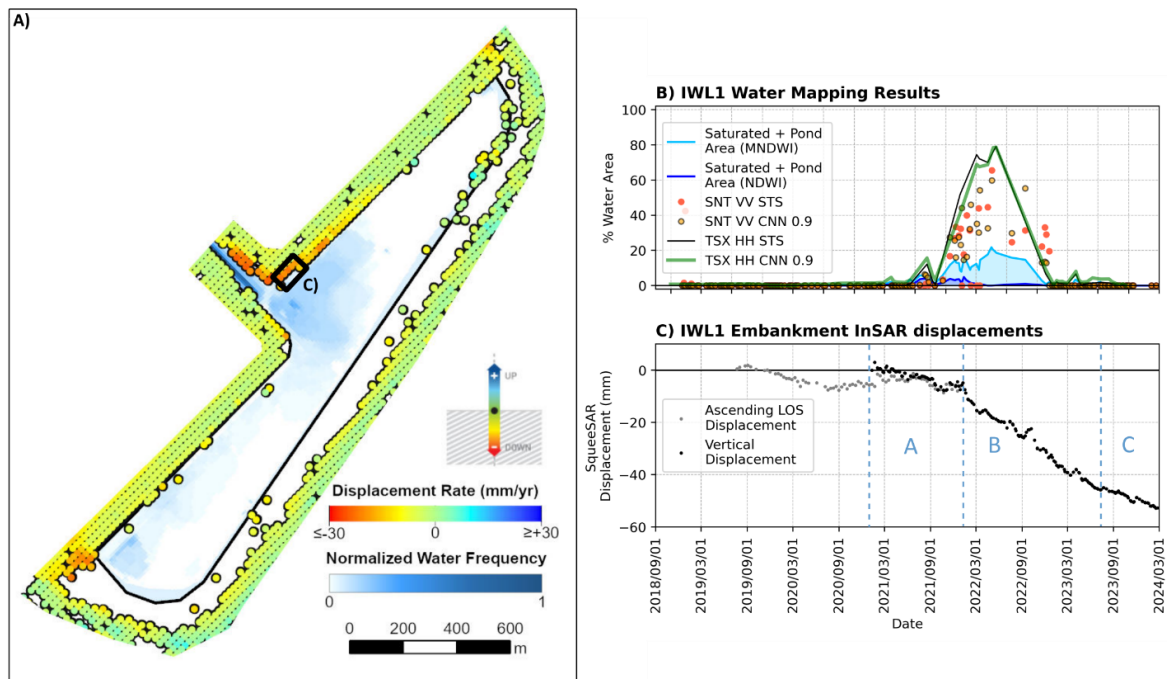 A)
C)
UP
DOWN
Displacement Rate (mm/yr)
≤-30 0 ≥+30
Normalized Water Frequency
0 1
0 200 400 600
m
B) IWL1 Water Mapping Results
% Water Area
100
80
60
40
20
0
Saturated + Pond
Area (MNDWI)
Saturated + Pond
Area (NDWI)
SNT VV STS
SNT VV CNN 0.9
TSX HH STS
TSX HH CNN 0.9
C) IWL1 Embankment InSAR displacements
SqueeSAR
Displacement (mm)
0
−20
−40
−60
Ascending LOS
Displacement
Vertical
Displacement
A
B
C
2018/09/01
2019/03/01
2019/09/01
2020/03/01
2020/09/01
2021/03/01
2021/09/01
2022/03/01
2022/09/01
2023/03/01
2023/09/01
2024/03/01
Date